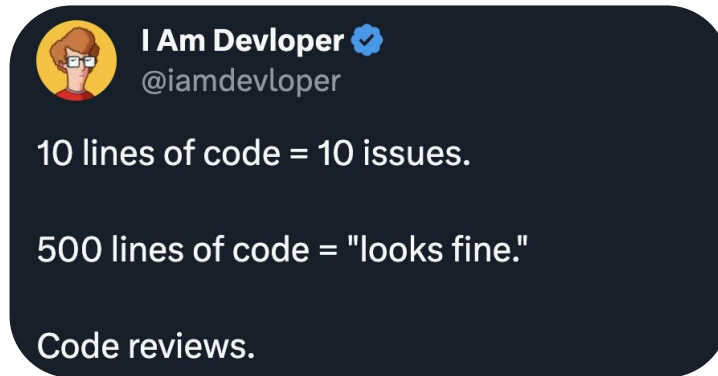 I Am Devloper
@iamdevloper
10 lines of code = 10 issues.
500 lines of code = "looks fine."
Code reviews.